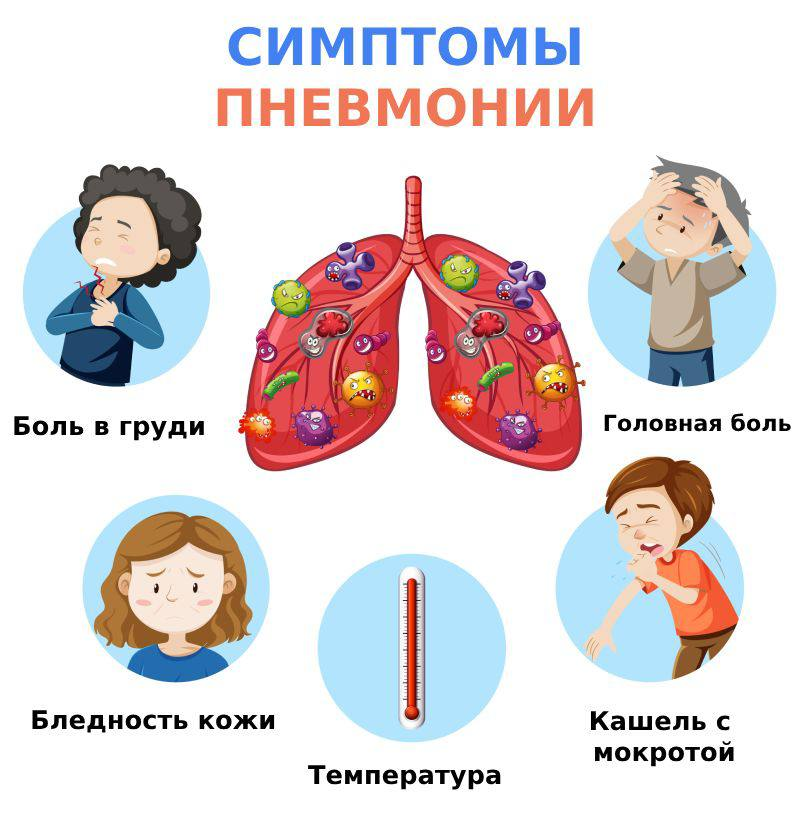 СИМПТОМЫ
ПНЕВМОНИИ
Боль в груди
Головная боль
Бледность кожи
Температура
Кашель с
мокротой